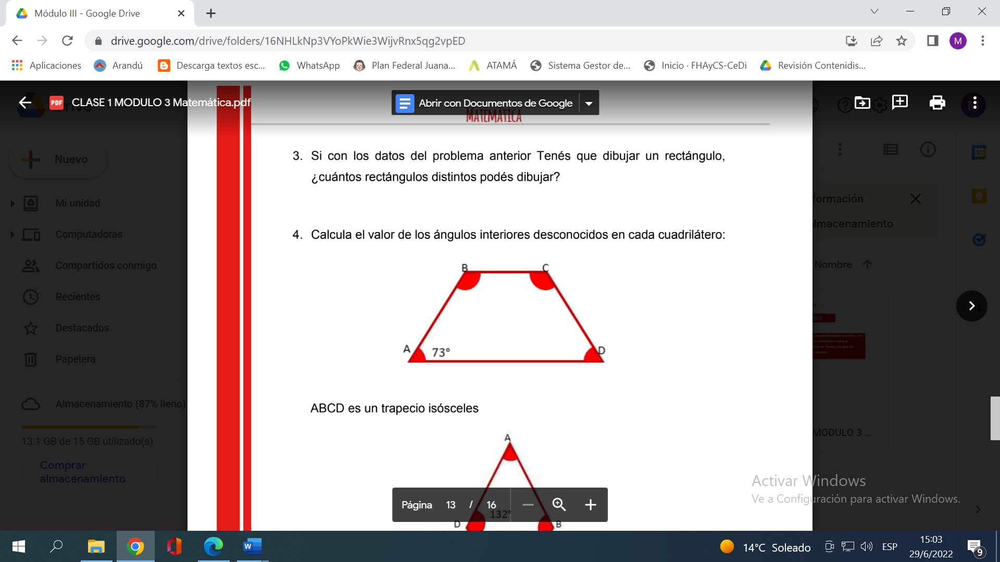 Módulo III - Google Drive
drive.google.com/drive/folders/16NHLkNp3VYoPkWie3WijvRnx5qg2vpED
M
Aplicaciones
Arandú
Descarga textos esc...
WhatsApp
Plan Federal Juana...
ATAMÁ
Sistema Gestor de...
Inicio · FHAyCS-CeDi
Revisión Contenidis...
PDF
CLASE 1 MODULO 3 Matemática.pdf
Abrir con Documentos de Google
MATEMÁTICA
Nuevo
Mi unidad
Computadoras
Compartidos conmigo
Recientes
Destacados
Papelera
Almacenamiento (87% lleno)
13.1 GB de 15 GB utilizado(s)
Comprar
almacenamiento
3. Si con los datos del problema anterior Tenés que dibujar un rectángulo,
¿cuántos rectángulos distintos podés dibujar?
4. Calcula el valor de los ángulos interiores desconocidos en cada cuadrilátero:
B C
A 73° D
ABCD es un trapecio isósceles
A
132°
D B
Página 13 / 16
formación
lmacenamiento
Nombre
31
MODULO 3 ...
Activar Windows
Ve a Configuración para activar Windows.
W
14°C Soleado
ESP
15:03
29/6/2022
9